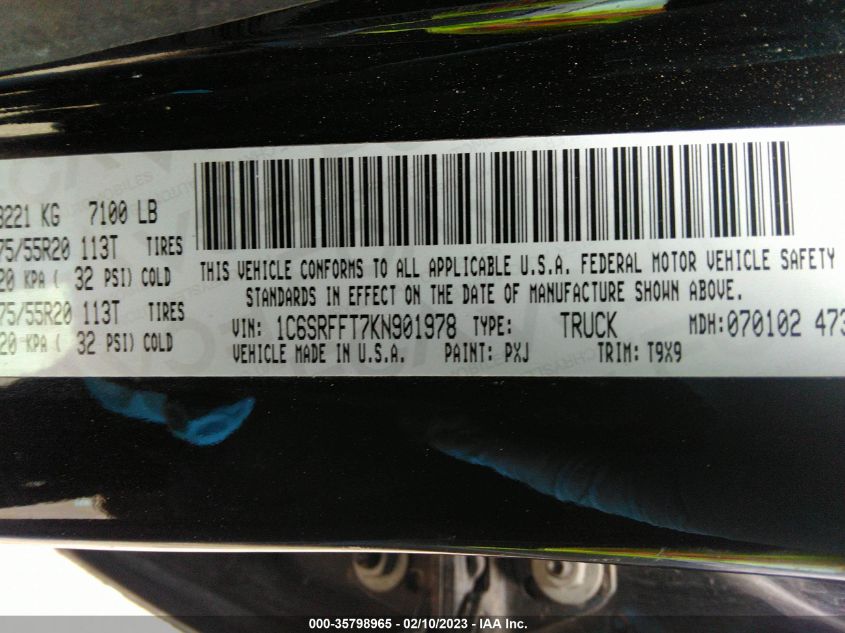 3221 KG 7100 LB
75/55R20 113T TIRES
20 KPA ( 32 PSI) COLD
75/55R20 113T TIRES
20 KPA ( 32 PSI) COLD
THIS VEHICLE CONFORMS TO ALL APPLICABLE U.S.A. FEDERAL MOTOR VEHICLE SAFETY
STANDARDS IN EFFECT ON THE DATE OF MANUFACTURE SHOWN ABOVE.
VIN: 1C6SRFFT7KN901978 TYPE: TRUCK MDH: 070102 473
VEHICLE MADE IN U.S.A. PAINT: PXJ TRIM: T9X9
000-35798965 - 02/10/2023 - IAA Inc.